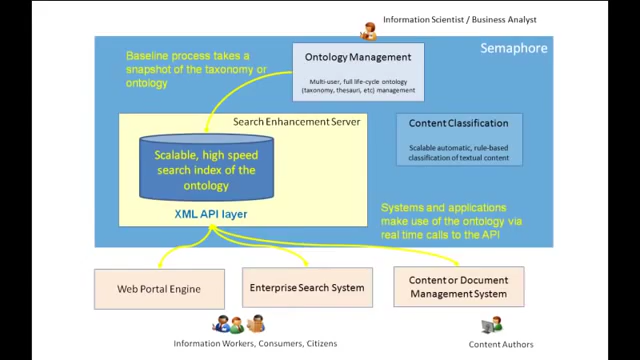 Information Scientist / Business Analyst
Semaphore
Baseline process takes a
snapshot of the taxonomy or
ontology
Ontology Management
Multi-user, full life-cycle ontology
(taxonomy, thesauri, etc) management
Search Enhancement Server
Scalable, high speed
search index of the
ontology
XML API layer
Content Classification
Scalable automatic, rule-based
classification of textual content
Systems and applications
make use of the ontology via
real time calls to the API
Web Portal Engine
Enterprise Search System
Content or Document
Management System
Information Workers, Consumers, Citizens
Content Authors